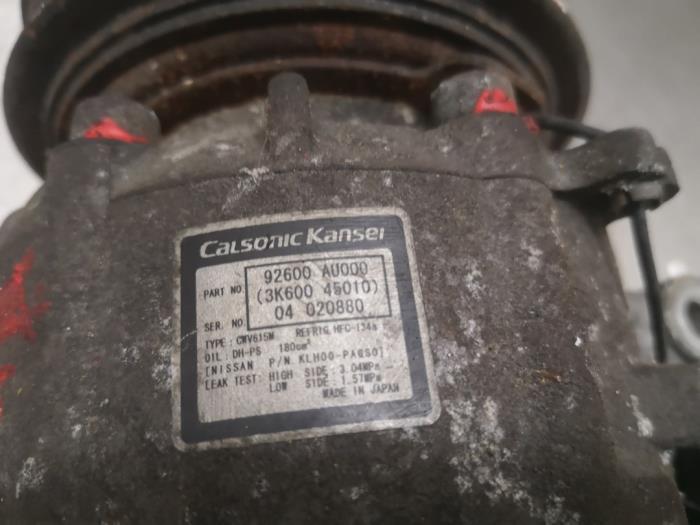 CALSONIC KANSEI
PART NO. 92600 AU000
(3K600 45010)
SER. NO. 04 020880
TYPE: CWV615M REFRIG HFC-134a
OIL: DH-PS 180cm³
[NISSAN P/N. KLH00-PAGS0]
LEAK TEST: HIGH SIDE: 3.04MPa
LOW SIDE: 1.57MPa
MADE IN JAPAN